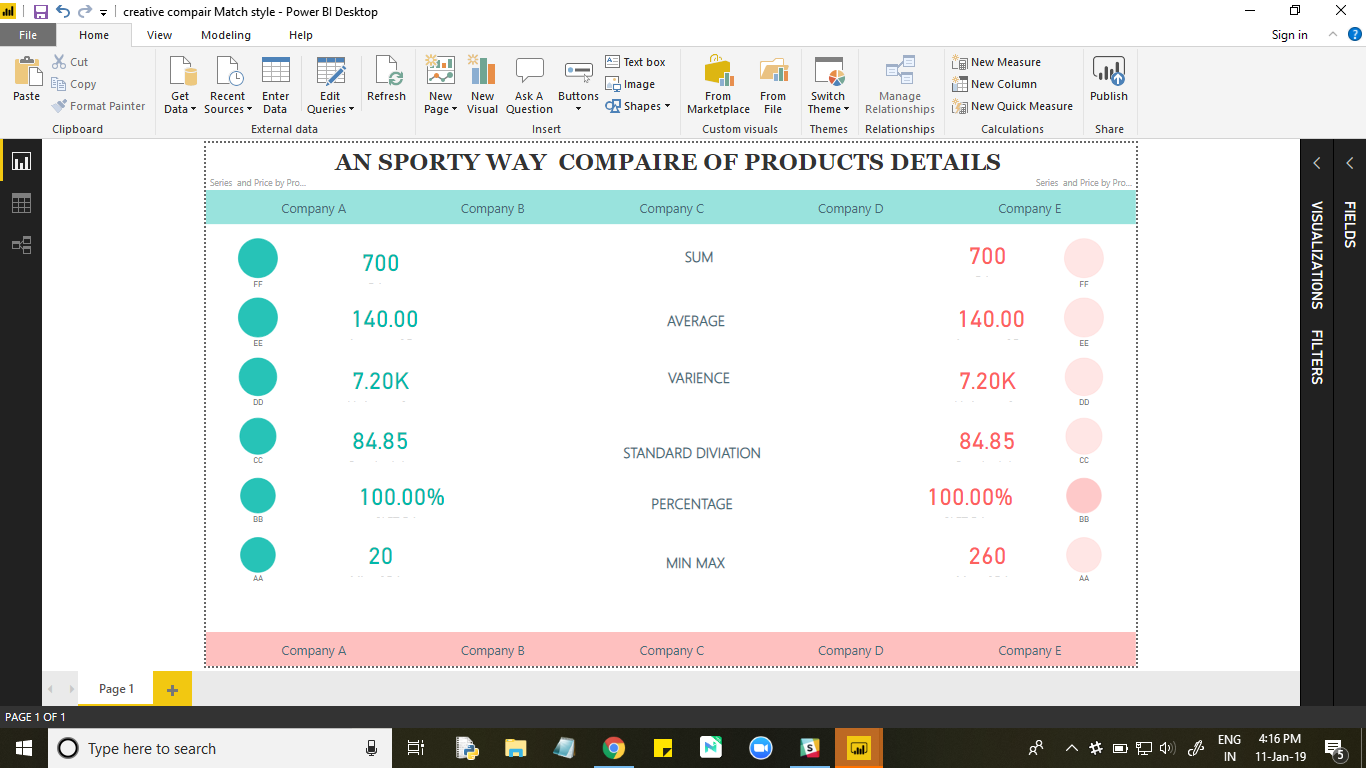 creative compair Match style - Power BI Desktop
File Home View Modeling Help Sign in
Paste
Cut
Copy
Format Painter
Clipboard
Get Data
Recent Sources
Enter Data
Edit Queries
Refresh
External data
New Page
New Visual
Ask A Question
Buttons
Text box
Image
Shapes
Insert
From Marketplace
From File
Custom visuals
Switch Theme
Themes
Manage Relationships
Relationships
New Measure
New Column
New Quick Measure
Calculations
Publish
Share
AN SPORTY WAY COMPAIRE OF PRODUCTS DETAILS
Series and Price by Pro... Series and Price by Pro...
Company A Company B Company C Company D Company E
700 SUM 700
FF FF
140.00 AVERAGE 140.00
EE EE
7.20K VARIENCE 7.20K
DD DD
84.85 STANDARD DIVIATION 84.85
CC CC
100.00% PERCENTAGE 100.00%
BB BB
20 MIN MAX 260
AA AA
Company A Company B Company C Company D Company E
VISUALIZATIONS
FILTERS
FIELDS
Page 1
PAGE 1 OF 1
Type here to search
ENG
IN
4:16 PM
11-Jan-19
5